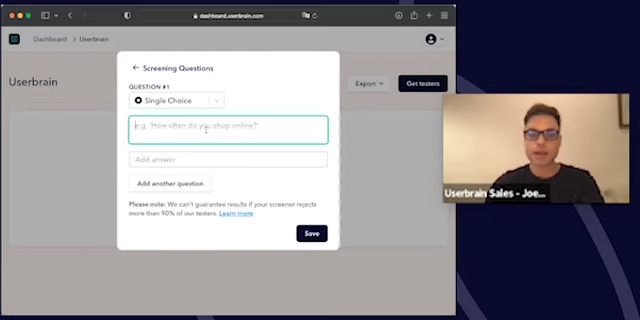 dashboard.userbrain.com
Dashboard > Userbrain
Userbrain
Export
Get testers
Screening Questions
QUESTION #1
Single Choice
e.g. "How often do you shop online?"
Add answer
Add another question
Please note: We can't guarantee results if your screener rejects
more than 90% of our testers. Learn more
Save
Userbrain Sales - Joe...